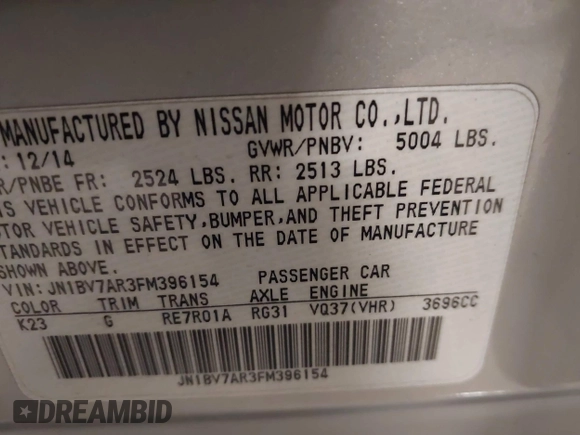 MANUFACTURED BY NISSAN MOTOR CO.,LTD.
: 12/14 GVWR/PNBV: 5004 LBS.
R/PNBE FR: 2524 LBS. RR: 2513 LBS.
IS VEHICLE CONFORMS TO ALL APPLICABLE FEDERAL
TOR VEHICLE SAFETY,BUMPER,AND THEFT PREVENTION
TANDARDS IN EFFECT ON THE DATE OF MANUFACTURE
SHOWN ABOVE.
VIN: JN1BV7AR3FM396154 PASSENGER CAR
COLOR TRIM TRANS AXLE ENGINE
K23 G RE7R01A RG31 VQ37(VHR) 3696CC
JN1BV7AR3FM396154
DREAMBID